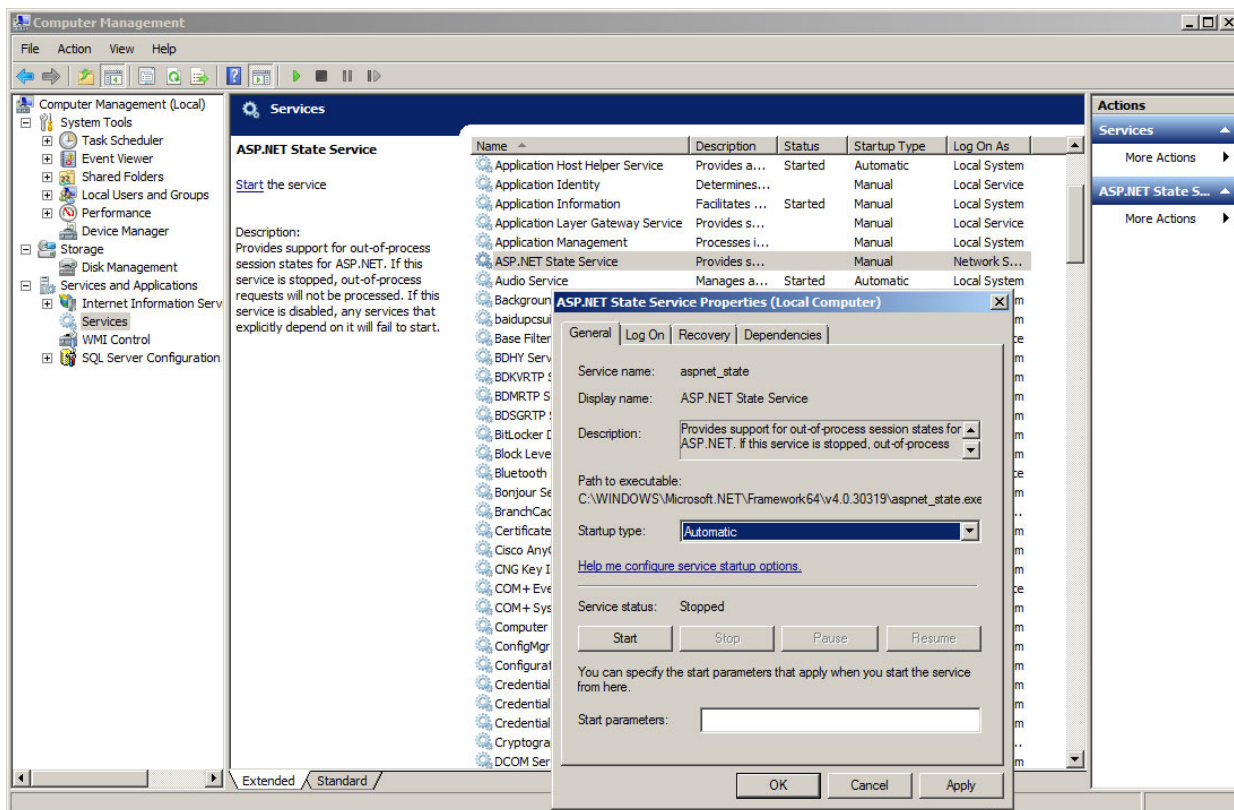 Computer Management
File Action View Help
Computer Management (Local)
System Tools
Task Scheduler
Event Viewer
Shared Folders
Local Users and Groups
Performance
Device Manager
Storage
Disk Management
Services and Applications
Internet Information Serv
Services
WMI Control
SQL Server Configuration
Services
ASP.NET State Service
Start the service
Description:
Provides support for out-of-process
session states for ASP.NET. If this
service is stopped, out-of-process
requests will not be processed. If this
service is disabled, any services that
explicitly depend on it will fail to start.
Name Description Status Startup Type Log On As
Application Host Helper Service Provides a... Started Automatic Local System
Application Identity Determines... Manual Local Service
Application Information Facilitates ... Started Manual Local System
Application Layer Gateway Service Provides s... Manual Local Service
Application Management Processes i... Manual Local System
ASP.NET State Service Provides s... Manual Network S...
Audio Service Manages a... Started Automatic Local System
Backgroun m
baidupcsui m
Base Filter ce
BDHY Serv m
BDKVRTP S m
BDMRTP S m
BDSGRTP m
BitLocker D m
Block Leve m
Bluetooth ce
Bonjour Se m
BranchCac ..
Certificate m
Cisco Any m
CNG Key I m
COM+ Eve ce
COM+ Sys m
Computer m
ConfigMgr m
Configurat m
Credential m
Credential m
Credential m
Cryptogra ..
DCOM Ser m
Extended Standard
ASP.NET State Service Properties (Local Computer)
General Log On Recovery Dependencies
Service name: aspnet_state
Display name: ASP.NET State Service
Description: Provides support for out-of-process session states for
ASP.NET. If this service is stopped, out-of-process
Path to executable:
C:\WINDOWS\Microsoft.NET\Framework64\v4.0.30319\aspnet_state.exe
Startup type: Automatic
Help me configure service startup options.
Service status: Stopped
Start Stop Pause Resume
You can specify the start parameters that apply when you start the service
from here.
Start parameters:
OK Cancel Apply
Actions
Services
More Actions
ASP.NET State S...
More Actions